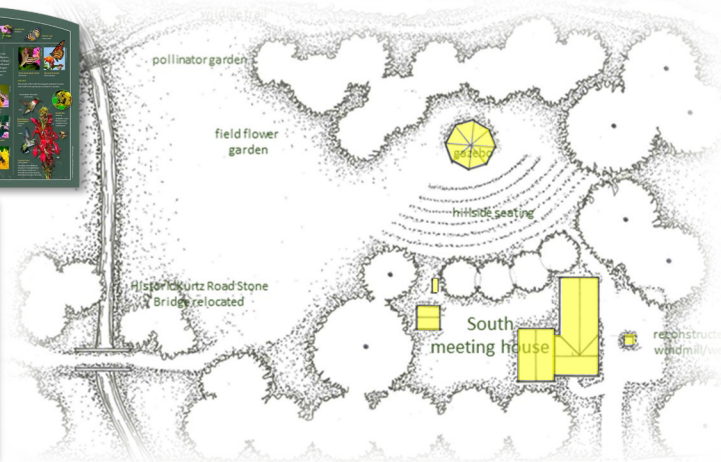 pollinator garden
field flower
garden
gazebo
hillside seating
Historic Kurtz Road Stone
Bridge relocated
South
meeting house
reconstructe
windmill/w